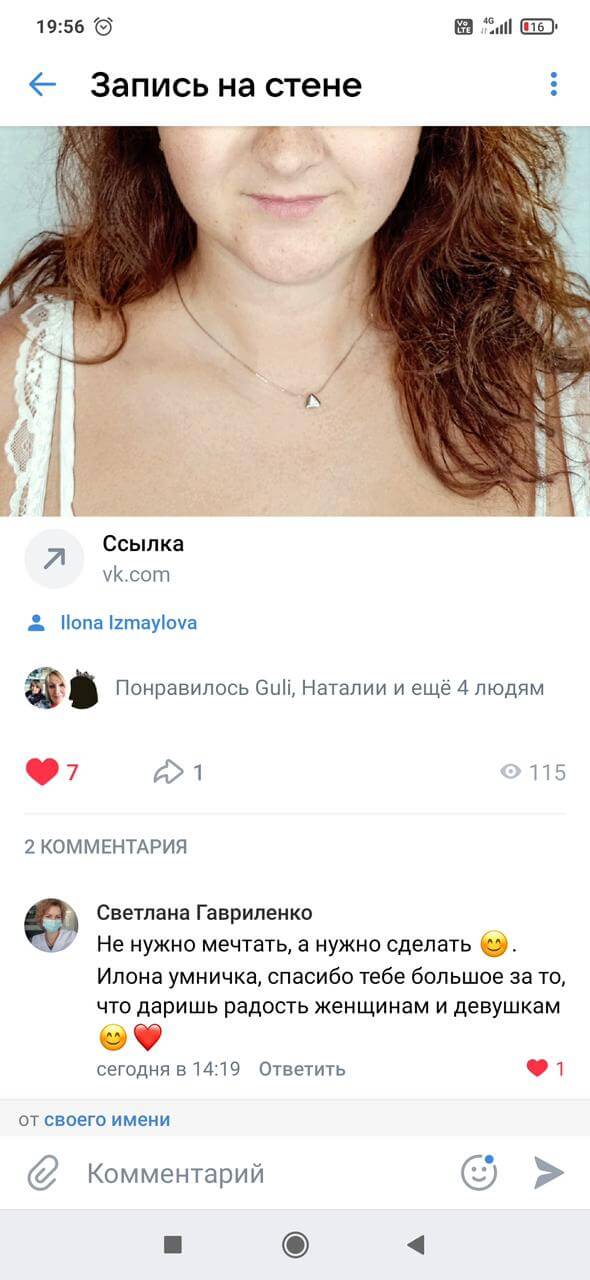 19:56
Vo
LTE
4G
16
Запись на стене
Ссылка
vk.com
Ilona Izmaylova
Понравилось Guli, Наталии и ещё 4 людям
7
1
115
2 КОММЕНТАРИЯ
Светлана Гавриленко
Не нужно мечтать, а нужно сделать 😊.
Илона умничка, спасибо тебе большое за то,
что даришь радость женщинам и девушкам
😊❤️
сегодня в 14:19 Ответить
1
от своего имени
Комментарий